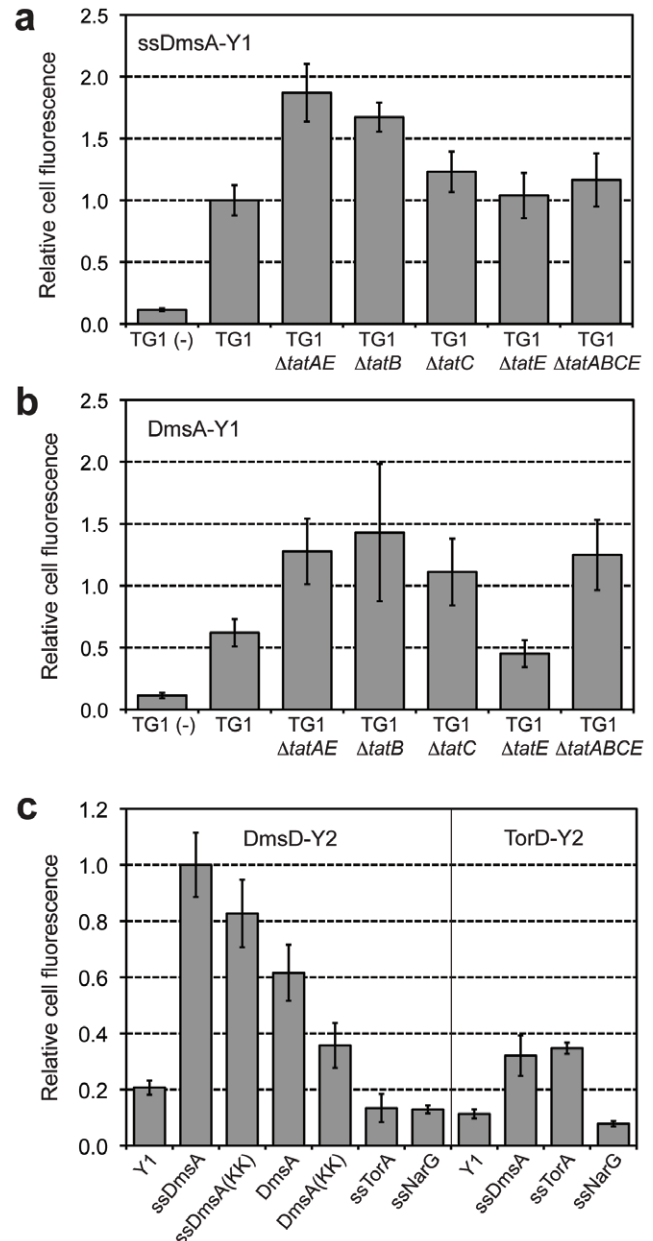 a
ssDmsA-Y1
Relative cell fluorescence
2.5
2.0
1.5
1.0
0.5
0.0
TG1 (-) TG1 TG1 TG1 TG1 TG1 TG1
ΔtatAE ΔtatB ΔtatC ΔtatE ΔtatABCE
b
DmsA-Y1
Relative cell fluorescence
2.5
2.0
1.5
1.0
0.5
0.0
TG1 (-) TG1 TG1 TG1 TG1 TG1 TG1
ΔtatAE ΔtatB ΔtatC ΔtatE ΔtatABCE
c
DmsD-Y2 TorD-Y2
Relative cell fluorescence
1.2
1.0
0.8
0.6
0.4
0.2
0.0
Y1 ssDmsA ssDmsA(KK) DmsA DmsA(KK) ssTorA ssNarG Y1 ssDmsA ssTorA ssNarG